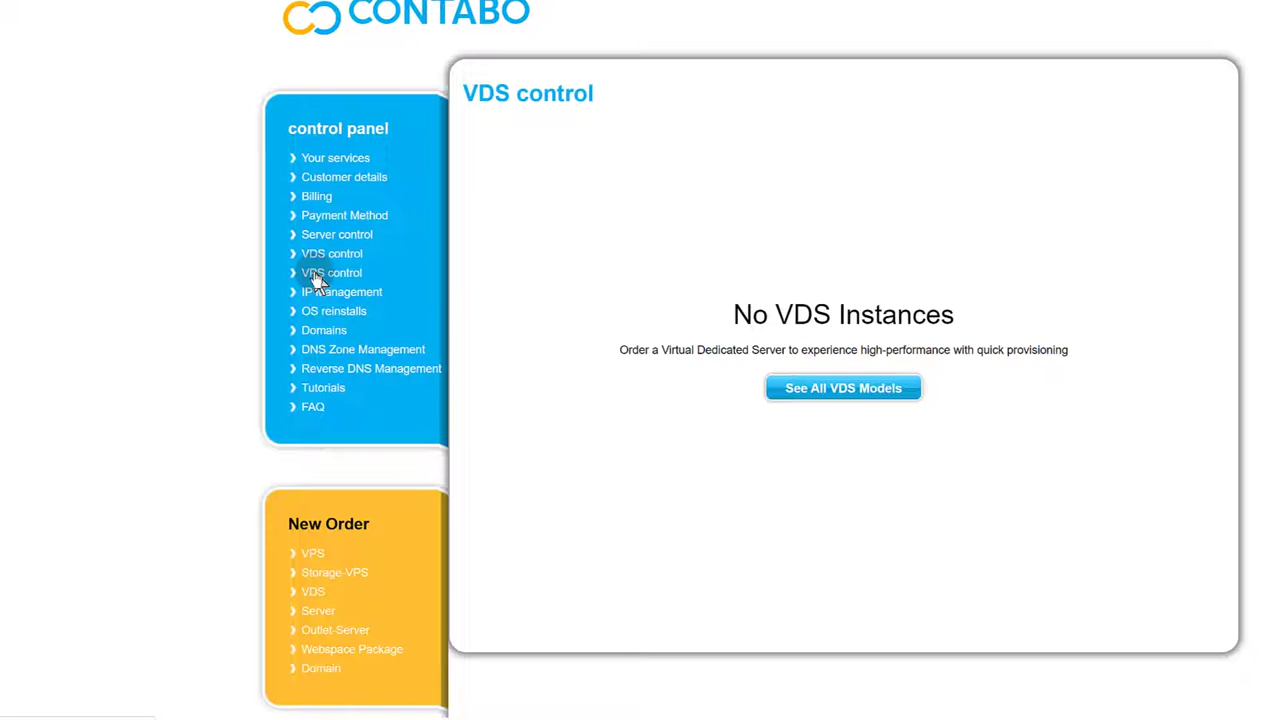 CONTABO
VDS control
control panel
Your services
Customer details
Billing
Payment Method
Server control
VDS control
VPS control
IP management
OS reinstalls
Domains
DNS Zone Management
Reverse DNS Management
Tutorials
FAQ
No VDS Instances
Order a Virtual Dedicated Server to experience high-performance with quick provisioning
See All VDS Models
New Order
VPS
Storage-VPS
VDS
Server
Outlet-Server
Webspace Package
Domain